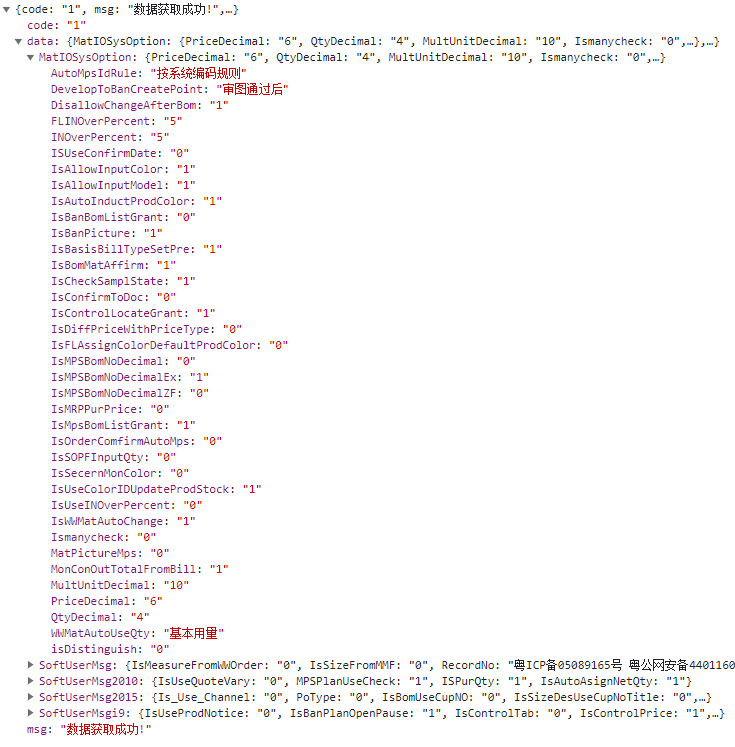 {code: "1", msg: "数据获取成功!",…}
code: "1"
data: {MatIOSysOption: {PriceDecimal: "6", QtyDecimal: "4", MultUnitDecimal: "10", Ismanycheck: "0",…},…}
MatIOSysOption: {PriceDecimal: "6", QtyDecimal: "4", MultUnitDecimal: "10", Ismanycheck: "0",…}
AutoMpsIdRule: "按系统编码规则"
DevelopToBanCreatePoint: "审图通过后"
DisallowChangeAfterBom: "1"
FLINOverPercent: "5"
INOverPercent: "5"
ISUseConfirmDate: "0"
IsAllowInputColor: "1"
IsAllowInputModel: "1"
IsAutoInductProdColor: "1"
IsBanBomListGrant: "0"
IsBanPicture: "1"
IsBasisBillTypeSetPre: "1"
IsBomMatAffirm: "1"
IsCheckSamplState: "1"
IsConfirmToDoc: "0"
IsControlLocateGrant: "1"
IsDiffPriceWithPriceType: "0"
IsFLAssignColorDefaultProdColor: "0"
IsMPSBomNoDecimal: "0"
IsMPSBomNoDecimalEx: "1"
IsMPSBomNoDecimalZF: "0"
IsMRPPurPrice: "0"
IsMpsBomListGrant: "1"
IsOrderComfirmAutoMps: "0"
IsSOPFInputQty: "0"
IsSecernMonColor: "0"
IsUseColorIDUpdateProdStock: "1"
IsUseINOverPercent: "0"
IsWWMatAutoChange: "1"
Ismanycheck: "0"
MatPictureMps: "0"
MonConOutTotalFromBill: "1"
MultUnitDecimal: "10"
PriceDecimal: "6"
QtyDecimal: "4"
WWMatAutoUseQty: "基本用量"
isDistinguish: "0"
SoftUserMsg: {IsMeasureFromWWOrder: "0", IsSizeFromMMF: "0", RecordNo: "粤ICP备05089165号 粤公网安备4401160
SoftUserMsg2010: {IsUseQuoteVary: "0", MPSPlanUseCheck: "1", ISPurQty: "1", IsAutoAsignNetQty: "1"}
SoftUserMsg2015: {Is_Use_Channel: "0", PoType: "0", IsBomUseCupNO: "0", IsSizeDesUseCupNoTitle: "0",…}
SoftUserMsgi9: {IsUseProdNotice: "0", IsBanPlanOpenPause: "1", IsControlTab: "0", IsControlPrice: "1",…}
msg: "数据获取成功!"